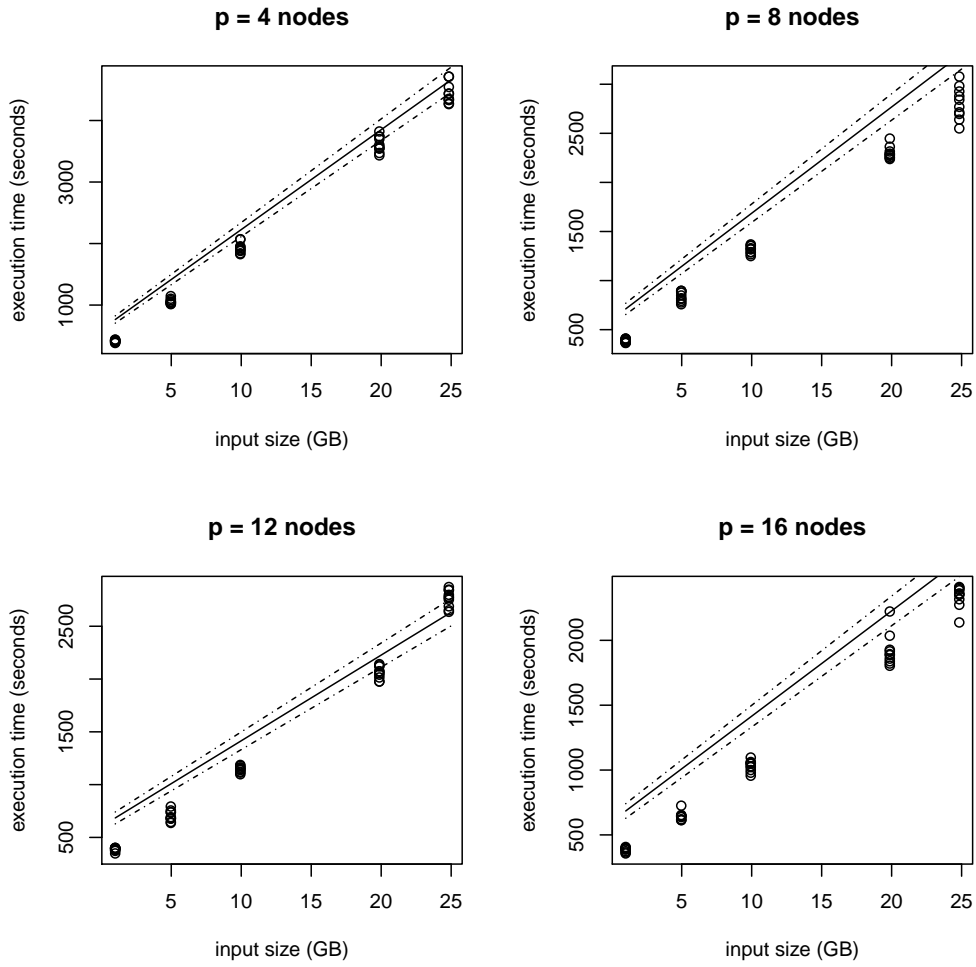 p = 4 nodes
execution time (seconds)
1000 3000
5 10 15 20 25
input size (GB)
p = 8 nodes
execution time (seconds)
500 1500 2500
5 10 15 20 25
input size (GB)
p = 12 nodes
execution time (seconds)
500 1500 2500
5 10 15 20 25
input size (GB)
p = 16 nodes
execution time (seconds)
500 1000 1500 2000
5 10 15 20 25
input size (GB)